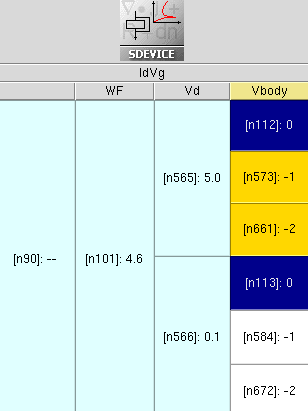 SDEVICE
IdVg
WF Vd Vbody
[n112]: 0
[n565]: 5.0 [n573]: -1
[n661]: -2
[n90]: -- [n101]: 4.6
[n113]: 0
[n566]: 0.1 [n584]: -1
[n672]: -2